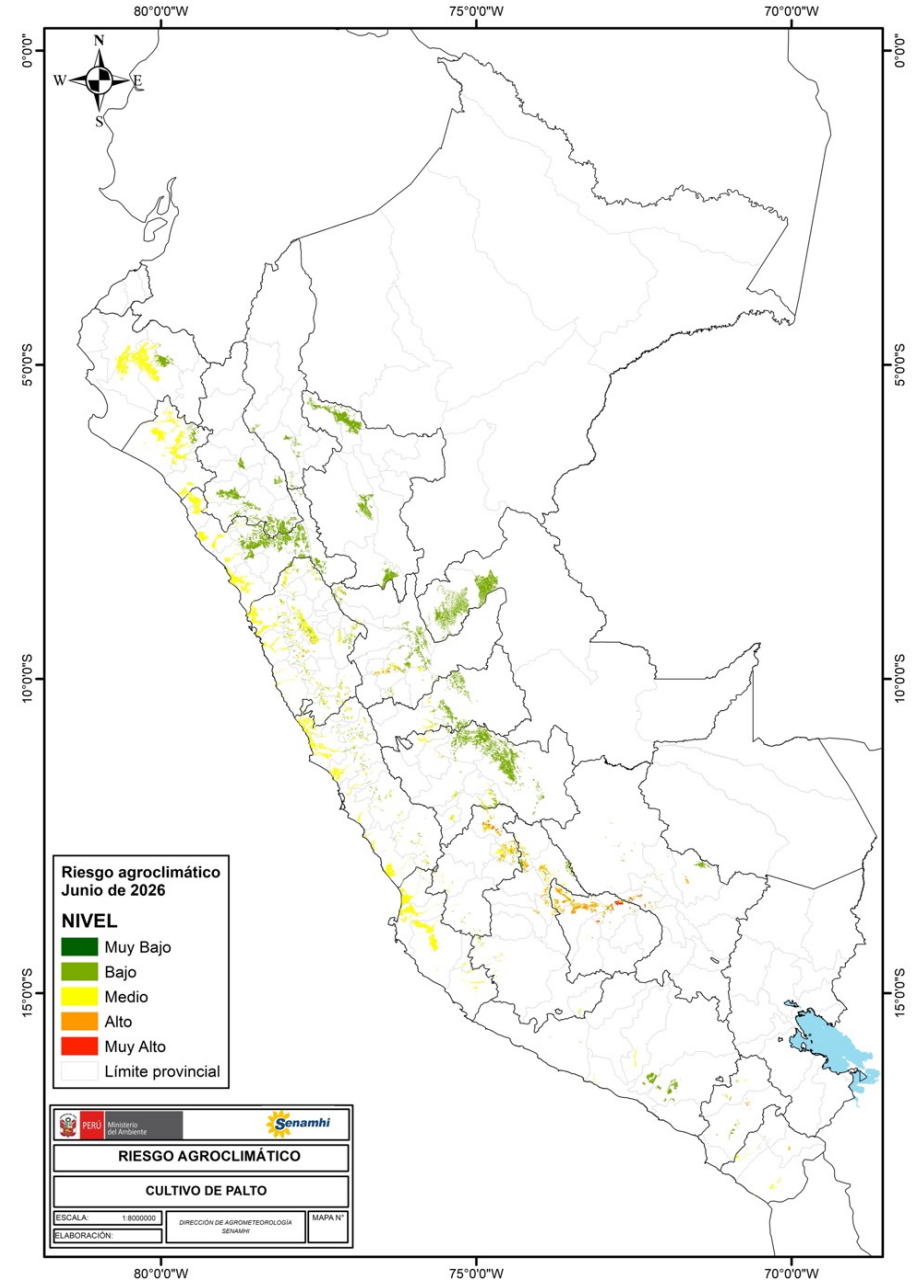 80°0'0"W 75°0'0"W 70°0'0"W
0°0'0" 0°0'0"
N
W E
S
5°0'0"S 5°0'0"S
10°0'0"S 10°0'0"S
Riesgo agroclimático
Junio de 2026
NIVEL
Muy Bajo
Bajo
Medio
Alto
Muy Alto
Límite provincial
15°0'0"S 15°0'0"S
PERÚ Ministerio
del Ambiente
Senamhi
RIESGO AGROCLIMÁTICO
CULTIVO DE PALTO
ESCALA: 1:8000000
ELABORACIÓN:
DIRECCIÓN DE AGROMETEOROLOGÍA
SENAMHI
MAPA N°
80°0'0"W 75°0'0"W 70°0'0"W